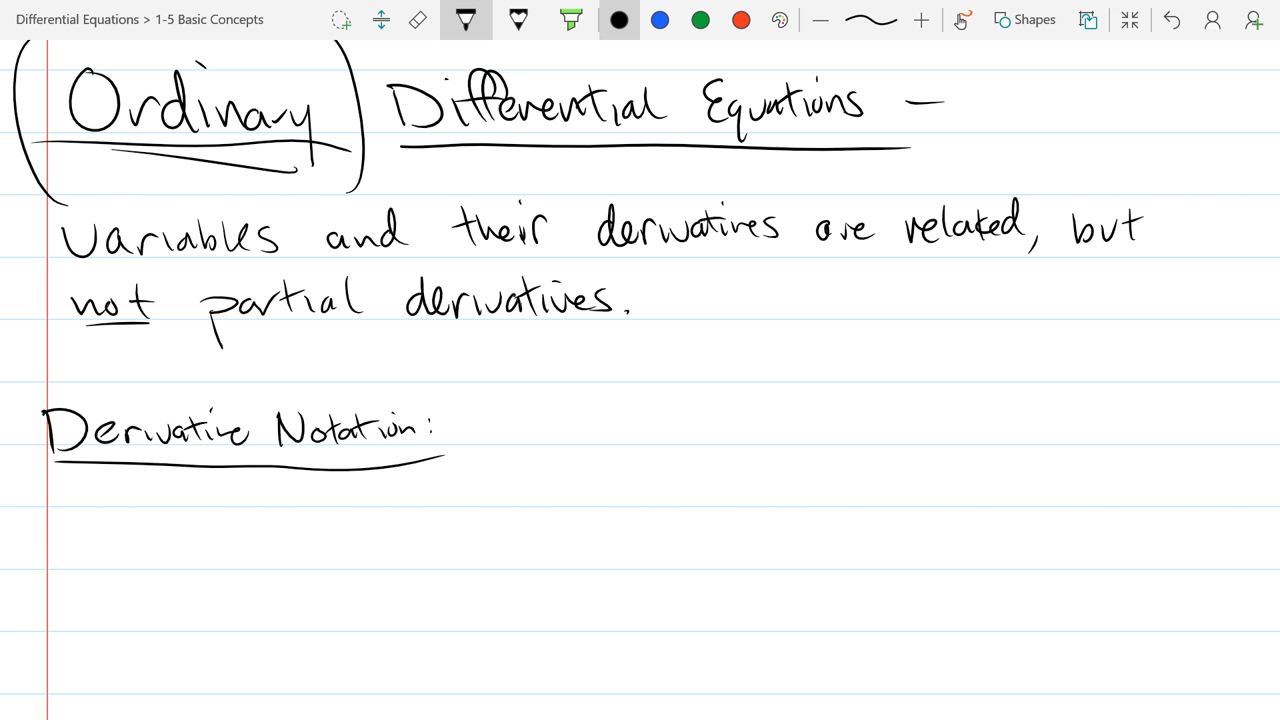 Differential Equations > 1-5 Basic Concepts
Shapes
(Ordinary) Differential Equations –
variables and their derivatives are related, but
not partial derivatives.
Derivative Notation: